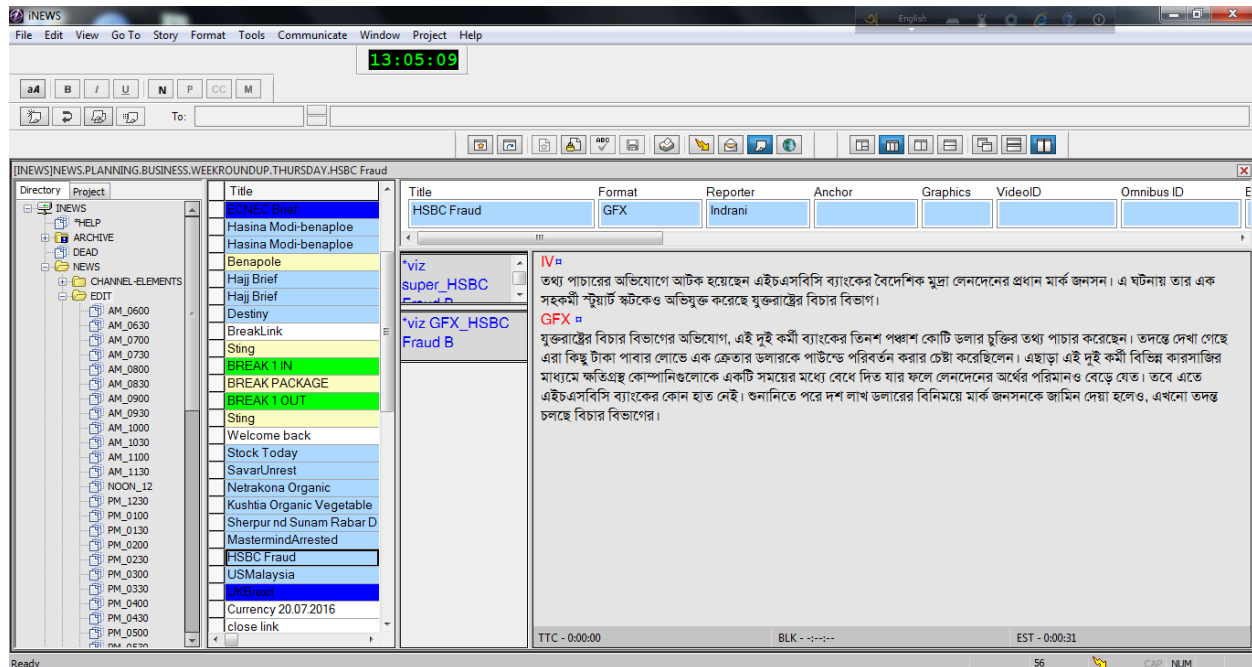 iNEWS
English
File Edit View Go To Story Format Tools Communicate Window Project Help
13:05:09
aA B I U N P CC M
To:
[INEWS]NEWS.PLANNING.BUSINESS.WEEKROUNDUP.THURSDAY.HSBC Fraud
Directory Project
INEWS
*HELP
ARCHIVE
DEAD
NEWS
CHANNEL-ELEMENTS
EDIT
AM_0600
AM_0630
AM_0700
AM_0730
AM_0800
AM_0830
AM_0900
AM_0930
AM_1000
AM_1030
AM_1100
AM_1130
NOON_12
PM_1230
PM_0100
PM_0130
PM_0200
PM_0230
PM_0300
PM_0330
PM_0400
PM_0430
PM_0500
PM_0530
Title
ECNEC Brief
Hasina Modi-benaploe
Hasina Modi-benaploe
Benapole
Hajj Brief
Hajj Brief
Destiny
BreakLink
Sting
BREAK 1 IN
BREAK PACKAGE
BREAK 1 OUT
Sting
Welcome back
Stock Today
SavarUnrest
Netrakona Organic
Kushtia Organic Vegetable
Sherpur nd Sunam Rabar D
MastermindArrested
HSBC Fraud
USMalaysia
UKBrexit
Currency 20.07.2016
close link
Title Format Reporter Anchor Graphics VideoID Omnibus ID E
HSBC Fraud GFX Indrani
*viz
super_HSBC
Fraud B
*viz GFX_HSBC
Fraud B
IV
তথ্য পাচারের অভিযোগে আটক হয়েছেন এইচএসবিসি ব্যাংকের বৈদেশিক মুদ্রা লেনদেনের প্রধান মার্ক জনসন। এ ঘটনায় তার এক
সহকর্মী স্টুয়ার্ট স্কটকেও অভিযুক্ত করেছে যুক্তরাষ্ট্রের বিচার বিভাগ।
GFX
যুক্তরাষ্ট্রের বিচার বিভাগের অভিযোগ, এই দুই কর্মী ব্যাংকের তিনশ পঞ্চাশ কোটি ডলার চুক্তির তথ্য পাচার করেছেন। তদন্তে দেখা গেছে
এরা কিছু টাকা পাবার লোভে এক ক্রেতার ডলারকে পাউন্ডে পরিবর্তন করার চেষ্টা করেছিলেন। এছাড়া এই দুই কর্মী বিভিন্ন কারসাজির
মাধ্যমে ক্ষতিগ্রস্থ কোম্পানিগুলোকে একটি সময়ের মধ্যে বেধে দিত যার ফলে লেনদেনের অর্থের পরিমানও বেড়ে যেত। তবে এতে
এইচএসবিসি ব্যাংকের কোন হাত নেই। শুনানিতে পরে দশ লাখ ডলারের বিনিময়ে মার্ক জনসনকে জামিন দেয়া হলেও, এখনো তদন্ত
চলছে বিচার বিভাগের।
TTC - 0:00:00 BLK - -:--:-- EST - 0:00:31
Ready 56 CAP NUM